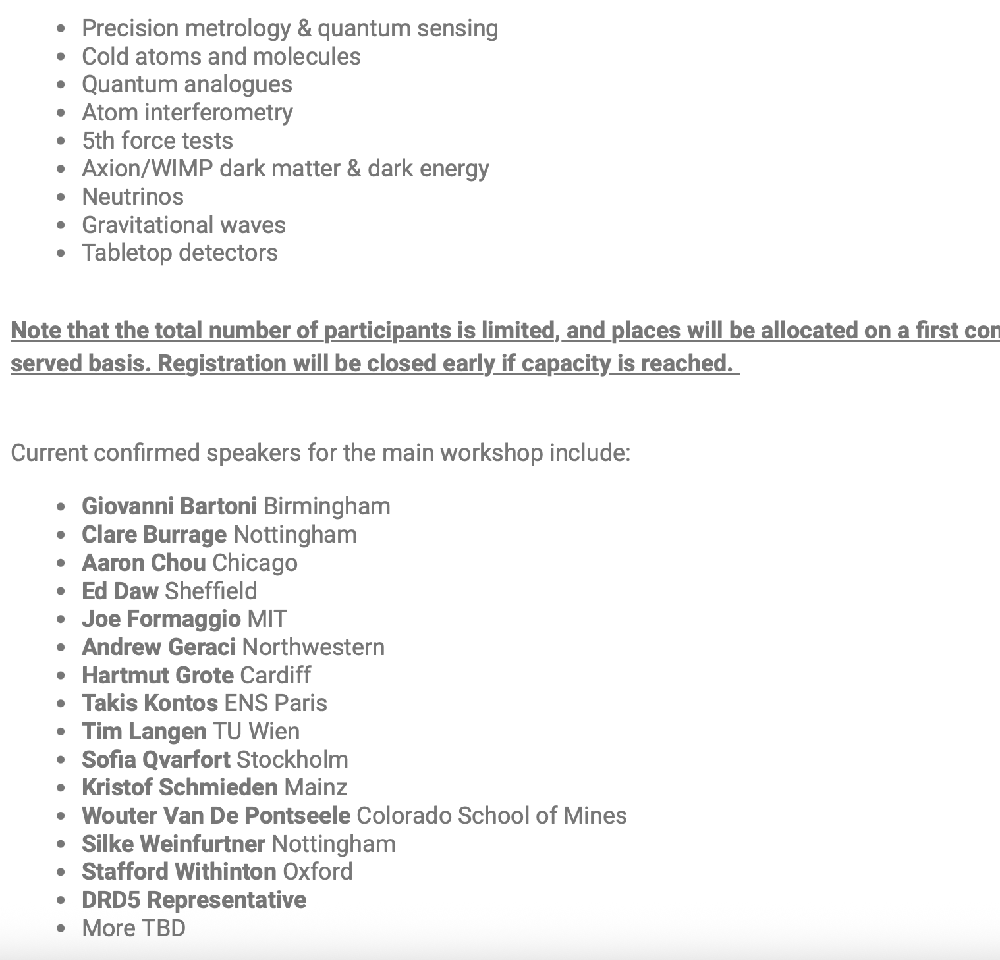 • Precision metrology & quantum sensing
• Cold atoms and molecules
• Quantum analogues
• Atom interferometry
• 5th force tests
• Axion/WIMP dark matter & dark energy
• Neutrinos
• Gravitational waves
• Tabletop detectors
Note that the total number of participants is limited, and places will be allocated on a first
served basis. Registration will be closed early if capacity is reached.
Current confirmed speakers for the main workshop include:
• Giovanni Bartoni Birmingham
• Clare Burrage Nottingham
• Aaron Chou Chicago
• Ed Daw Sheffield
• Joe Formaggio MIT
• Andrew Geraci Northwestern
• Hartmut Grote Cardiff
• Takis Kontos ENS Paris
• Tim Langen TU Wien
• Sofia Qvarfort Stockholm
• Kristof Schmieden Mainz
• Wouter Van De Pontseele Colorado School of Mines
• Silke Weinfurtner Nottingham
• Stafford Withinton Oxford
• DRD5 Representative
• More TBD